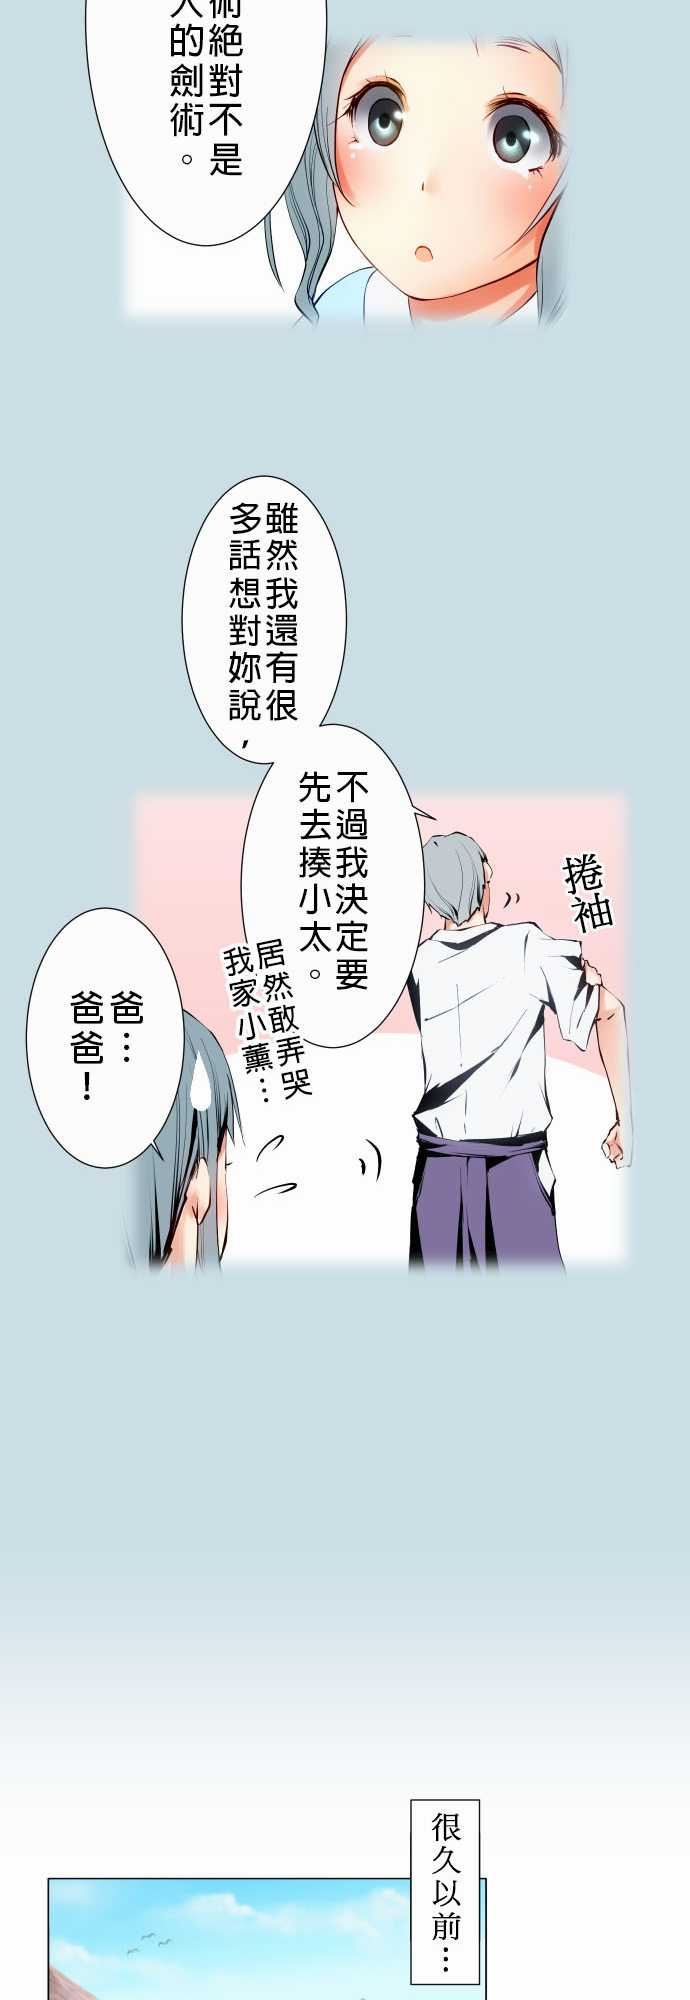 術絕對不是
人的劍術。
雖然我還有很
多話想對妳說，
不過我決定要
先去揍小太。
居然敢弄哭
我家小薰…
捲袖
爸…
爸爸！
很久以前…